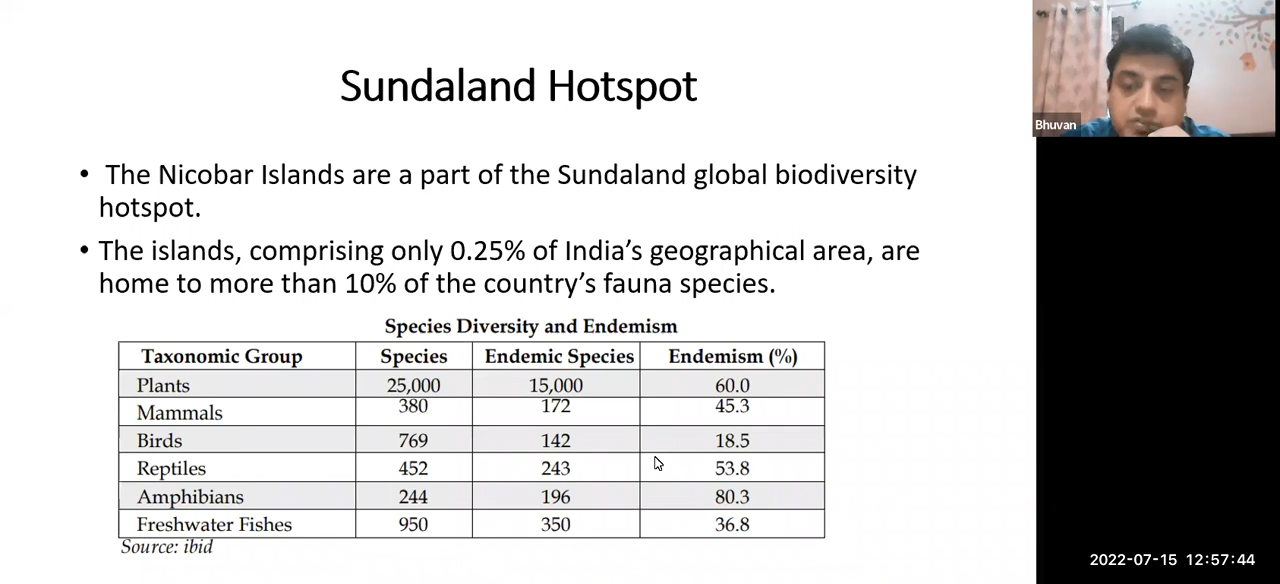 Sundaland Hotspot
• The Nicobar Islands are a part of the Sundaland global biodiversity
hotspot.
• The islands, comprising only 0.25% of India’s geographical area, are
home to more than 10% of the country’s fauna species.
Species Diversity and Endemism
Taxonomic Group Species Endemic Species Endemism (%)
Plants 25,000 15,000 60.0
Mammals 380 172 45.3
Birds 769 142 18.5
Reptiles 452 243 53.8
Amphibians 244 196 80.3
Freshwater Fishes 950 350 36.8
Source: ibid
Bhuvan
2022-07-15 12:57:44